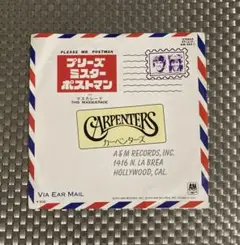 PLEASE MR. POSTMAN
プリーズ
ミスター
ポストマン
マスカレード
THIS MASQUERADE
CARPENTERS
カーペンターズ
A&M RECORDS, INC.
1416 N. LA BREA
HOLLYWOOD, CAL.
VIA EAR MAIL
A&M